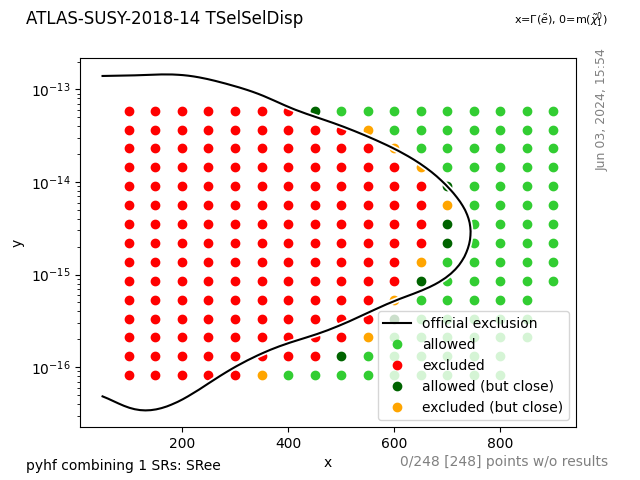 ATLAS-SUSY-2018-14 TSelSelDisp
x=Γ(ẽ), 0=m(χ̃₁⁰)
Jun 03, 2024, 15:54
10⁻¹³
10⁻¹⁴
10⁻¹⁵
10⁻¹⁶
y
official exclusion
allowed
excluded
allowed (but close)
excluded (but close)
200 400 600 800
x
pyhf combining 1 SRs: SRee
0/248 [248] points w/o results